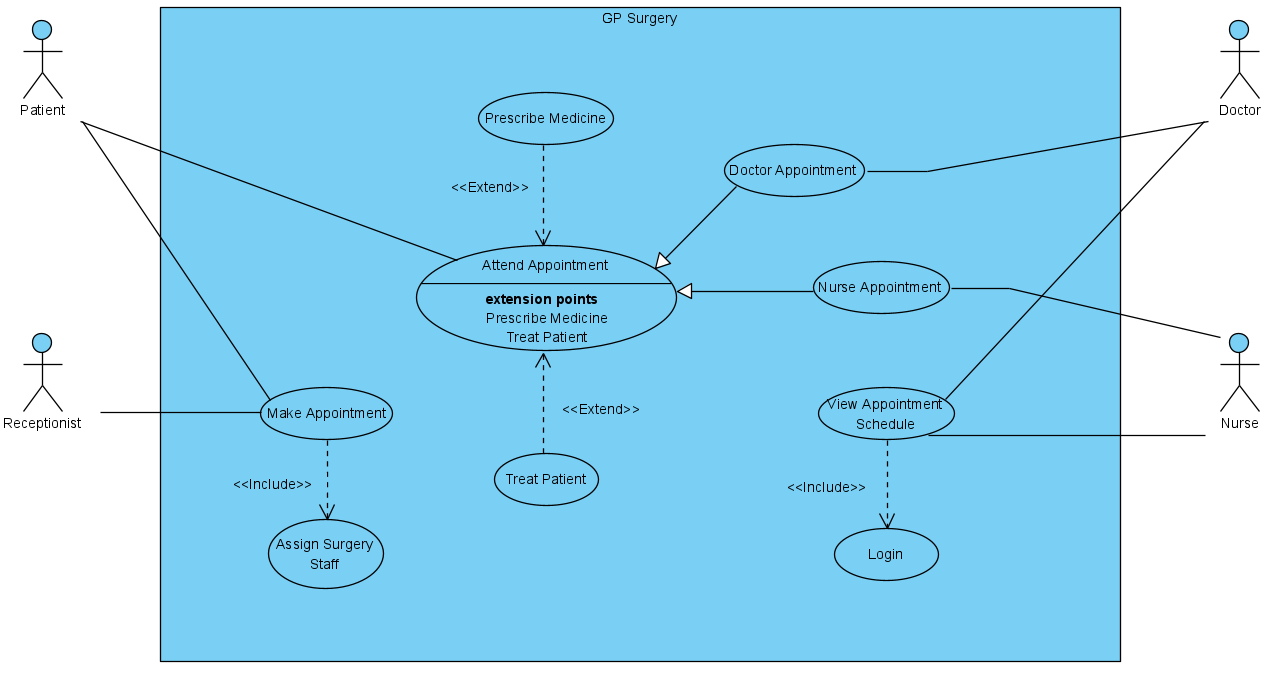 GP Surgery
Patient
Doctor
Prescribe Medicine
Doctor Appointment
<<Extend>>
Attend Appointment
extension points
Prescribe Medicine
Treat Patient
Nurse Appointment
Receptionist
Nurse
Make Appointment
View Appointment
Schedule
<<Extend>>
Treat Patient
<<Include>>
<<Include>>
Assign Surgery
Staff
Login